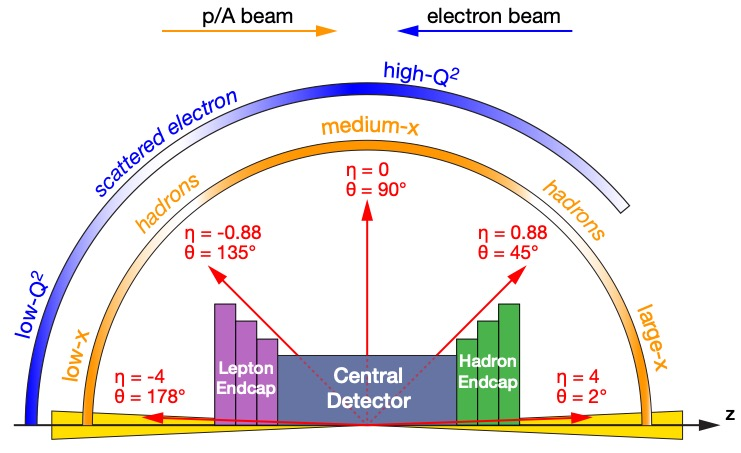 p/A beam
electron beam
high-Q²
scattered electron
medium-x
hadrons
hadrons
η = 0
θ = 90°
η = -0.88
θ = 135°
η = 0.88
θ = 45°
low-Q²
low-x
large-x
Lepton
Endcap
Central
Detector
Hadron
Endcap
η = -4
θ = 178°
η = 4
θ = 2°
z